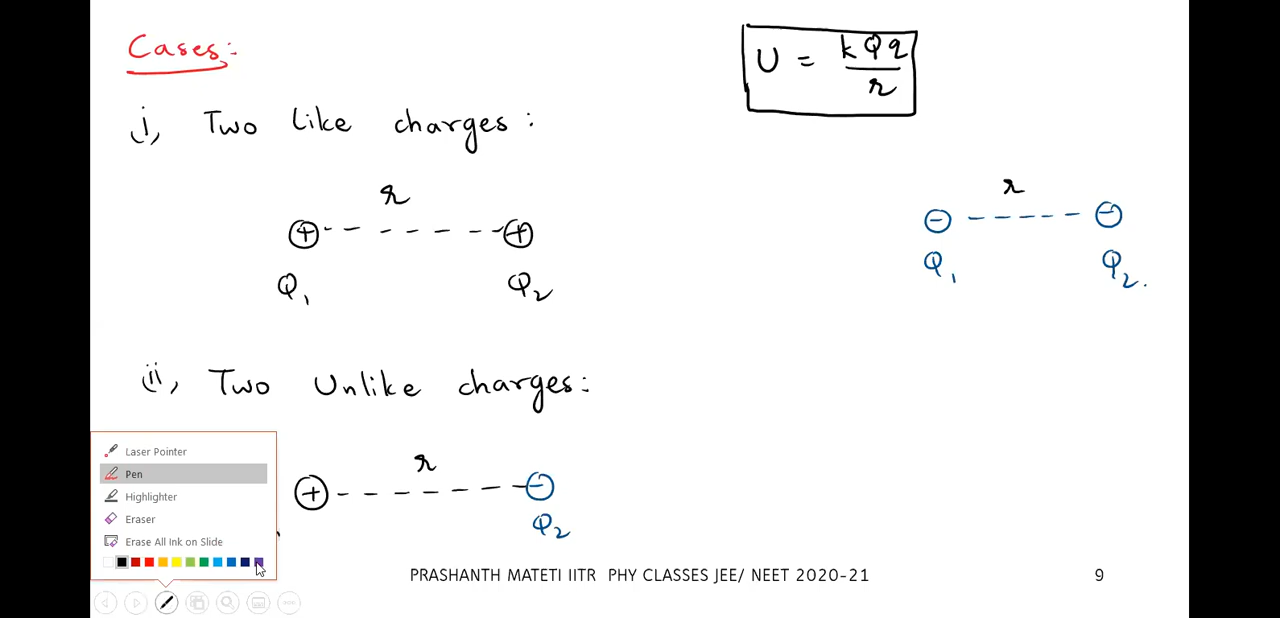 Cases:
U = kQq/r
i, Two Like charges:
r
+ +
Q1 Q2
r
- -
Q1 Q2.
ii, Two Unlike charges:
r
+ -
Q2
Laser Pointer
Pen
Highlighter
Eraser
Erase All Ink on Slide
PRASHANTH MATETI IITR PHY CLASSES JEE/ NEET 2020-21
9